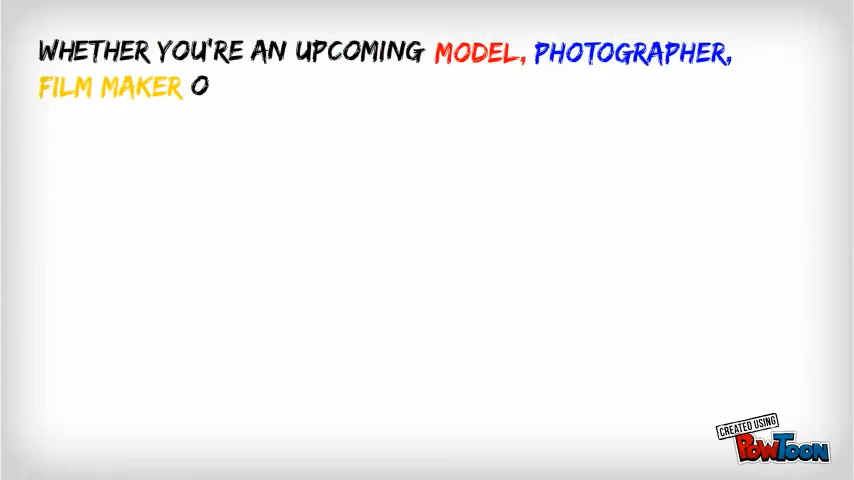 WHETHER YOU'RE AN UPCOMING MODEL, PHOTOGRAPHER,
FILM MAKER O
CREATED USING
POWTOON